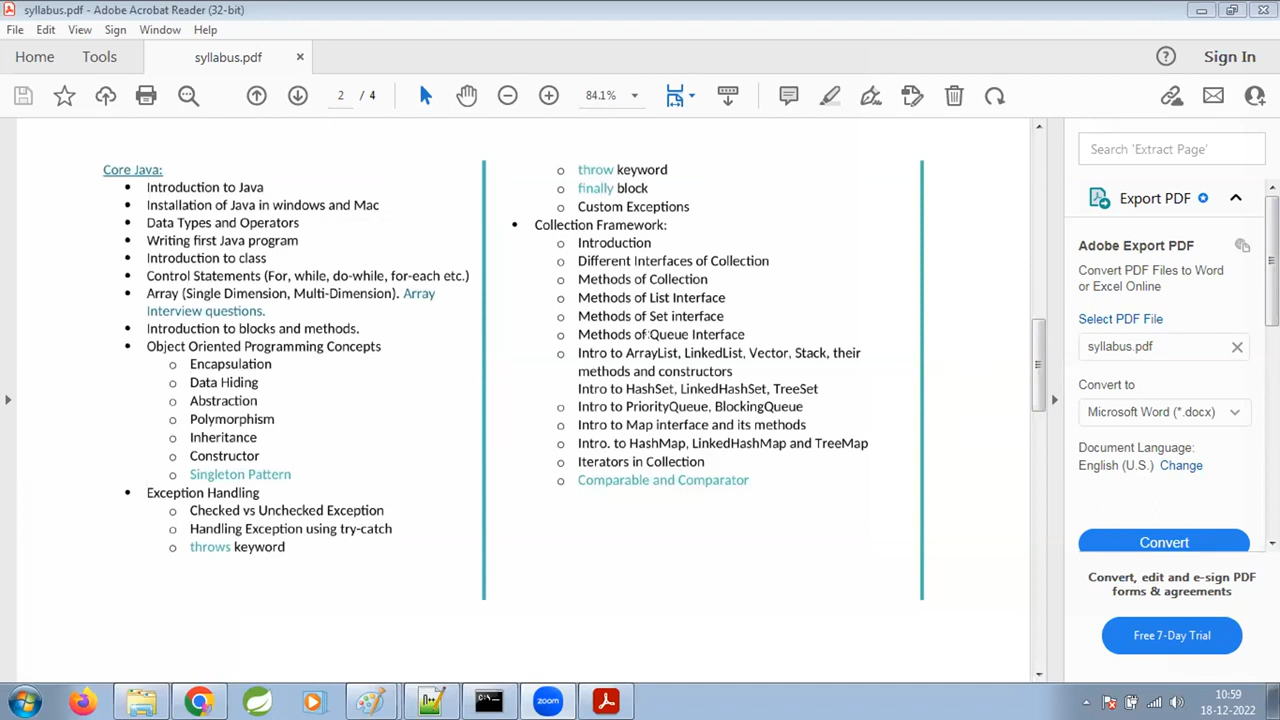 syllabus.pdf - Adobe Acrobat Reader (32-bit)
File Edit View Sign Window Help
Home Tools syllabus.pdf × Sign In
2 / 4 84.1%
Core Java:
• Introduction to Java
• Installation of Java in windows and Mac
• Data Types and Operators
• Writing first Java program
• Introduction to class
• Control Statements (For, while, do-while, for-each etc.)
• Array (Single Dimension, Multi-Dimension). Array
Interview questions.
• Introduction to blocks and methods.
• Object Oriented Programming Concepts
o Encapsulation
o Data Hiding
o Abstraction
o Polymorphism
o Inheritance
o Constructor
o Singleton Pattern
• Exception Handling
o Checked vs Unchecked Exception
o Handling Exception using try-catch
o throws keyword
o throw keyword
o finally block
o Custom Exceptions
• Collection Framework:
o Introduction
o Different Interfaces of Collection
o Methods of Collection
o Methods of List Interface
o Methods of Set interface
o Methods of Queue Interface
o Intro to ArrayList, LinkedList, Vector, Stack, their
methods and constructors
Intro to HashSet, LinkedHashSet, TreeSet
o Intro to PriorityQueue, BlockingQueue
o Intro to Map interface and its methods
o Intro. to HashMap, LinkedHashMap and TreeMap
o Iterators in Collection
o Comparable and Comparator
Search 'Extract Page'
Export PDF
Adobe Export PDF
Convert PDF Files to Word
or Excel Online
Select PDF File
syllabus.pdf
Convert to
Microsoft Word (*.docx)
Document Language:
English (U.S.) Change
Convert
Convert, edit and e-sign PDF
forms & agreements
Free 7-Day Trial
zoom
10:59
18-12-2022